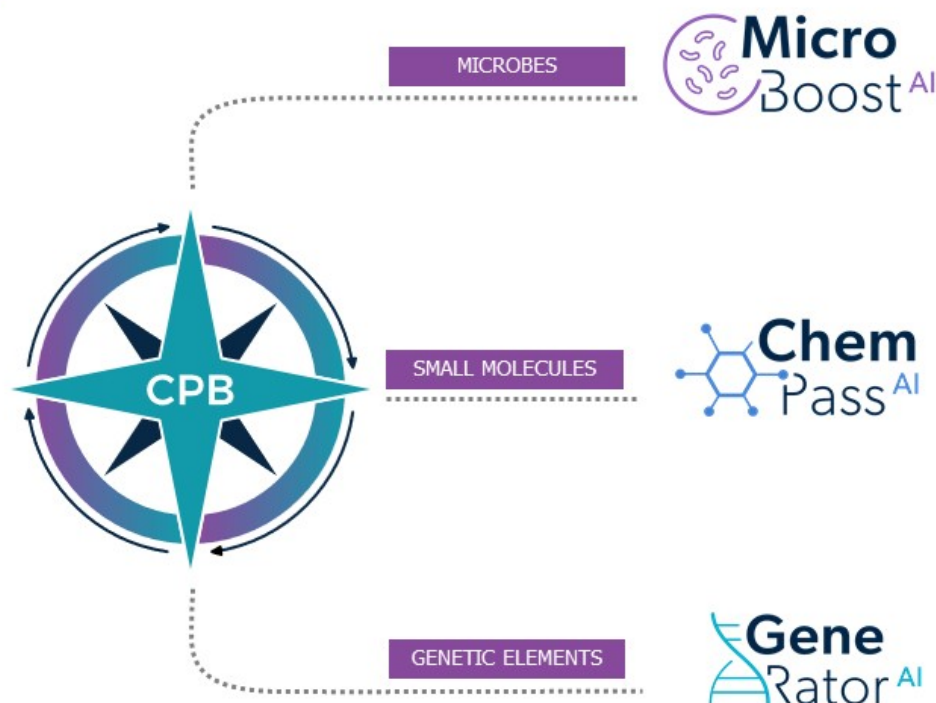 MICROBES
Micro
Boost AI
CPB
SMALL MOLECULES
Chem
Pass AI
GENETIC ELEMENTS
Gene
Rator AI